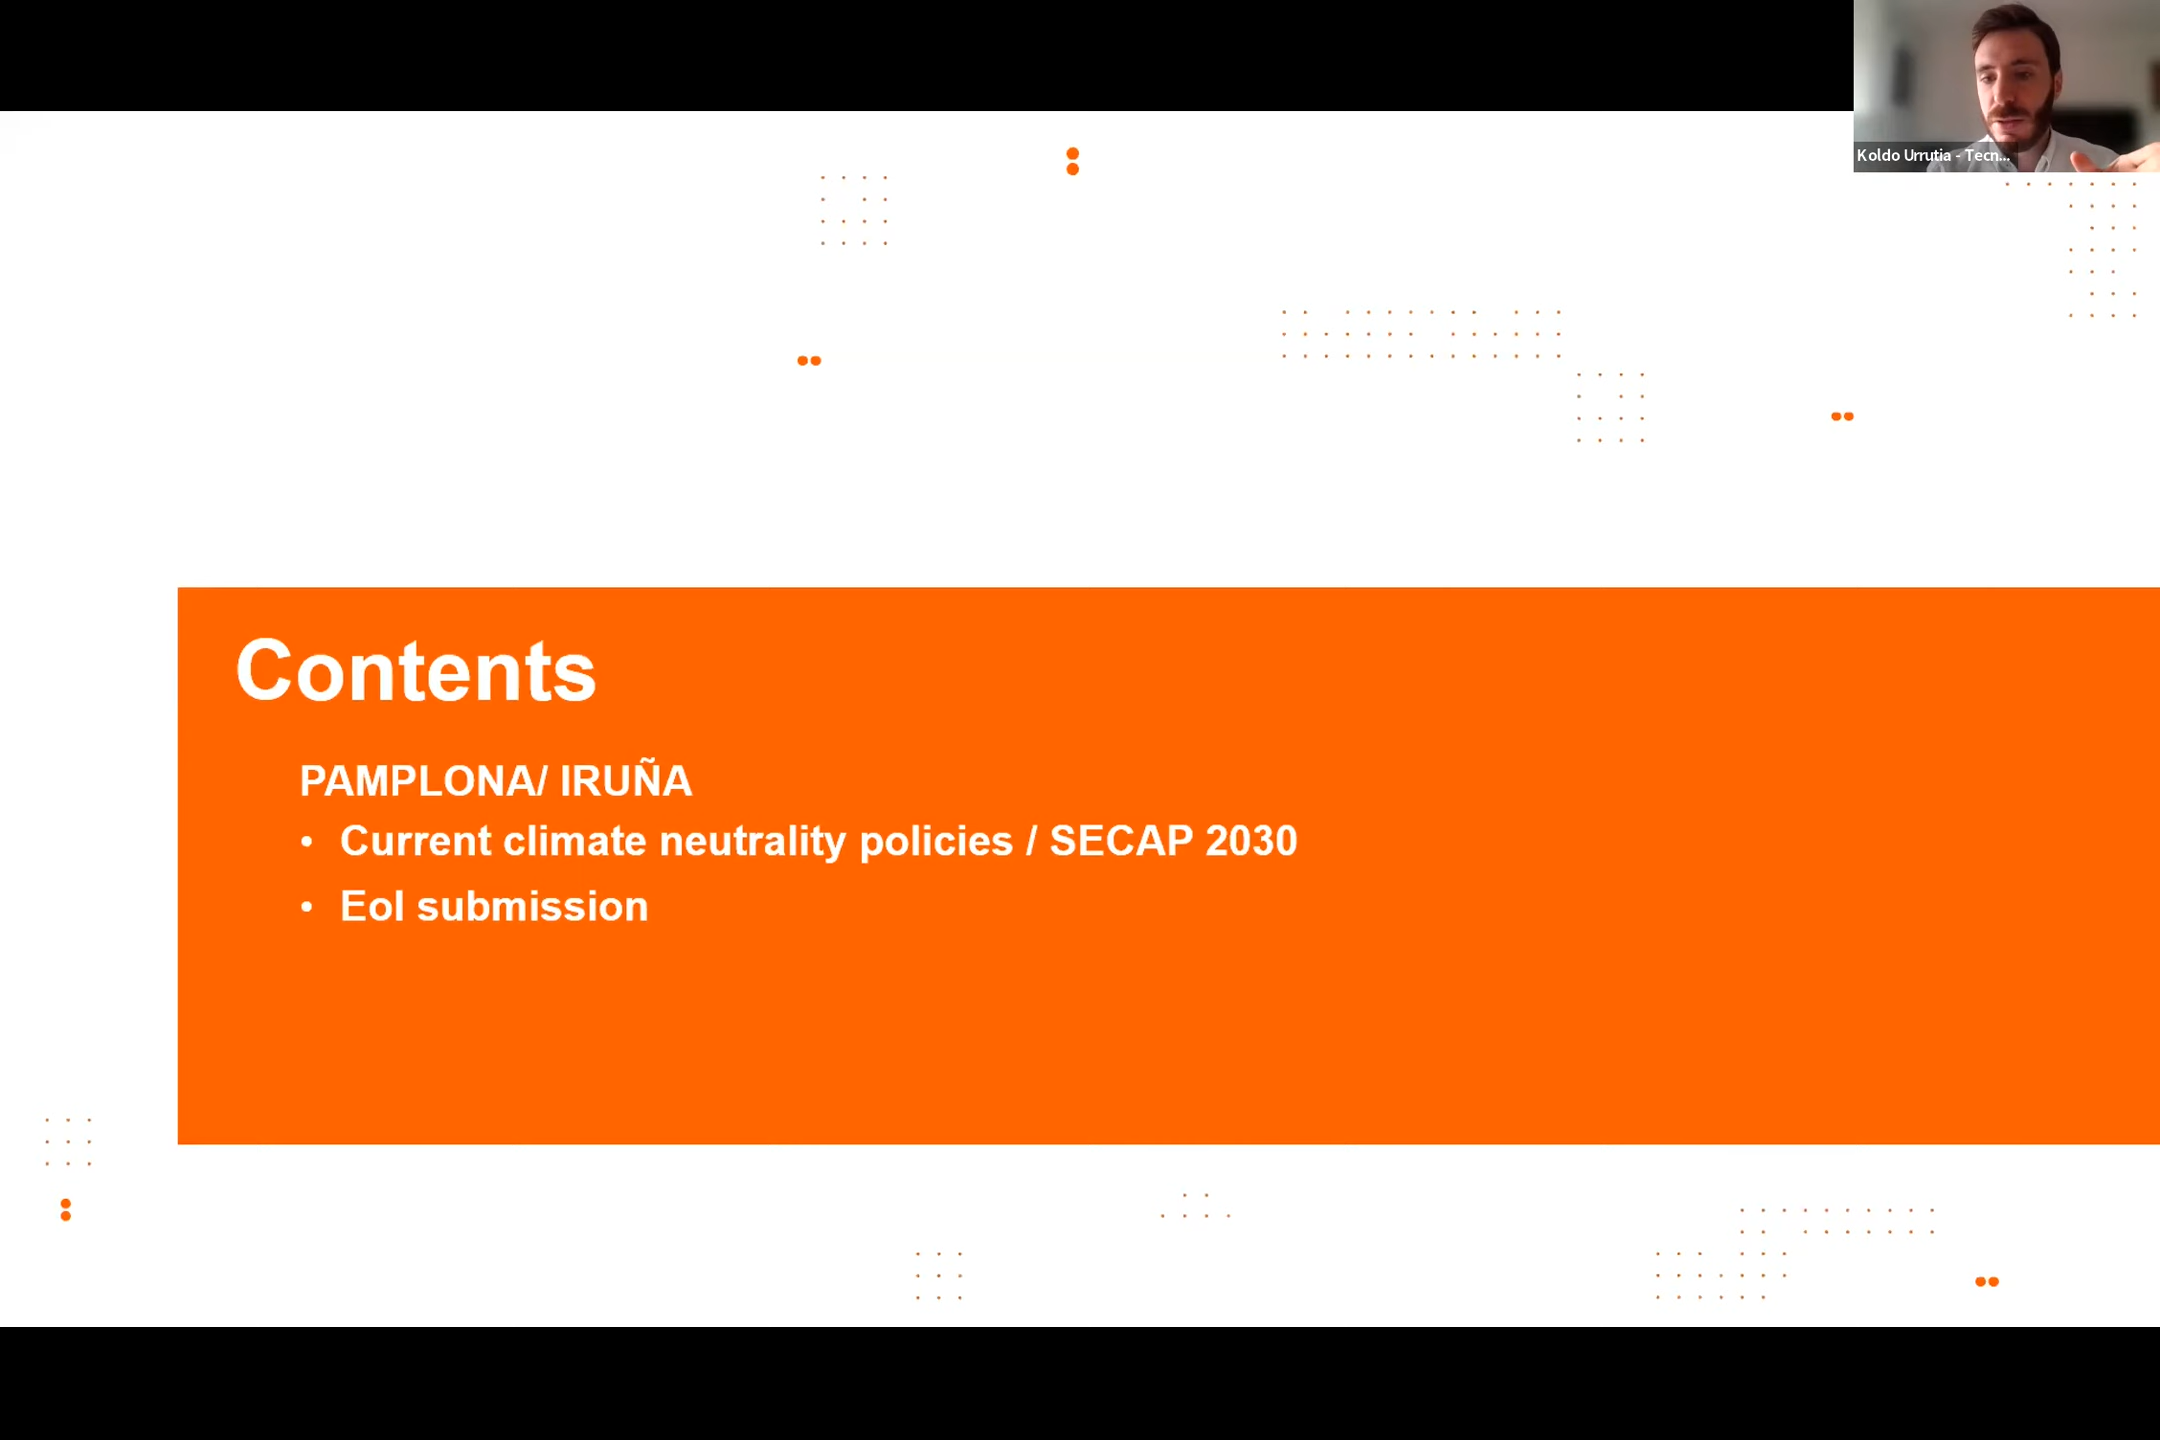 Koldo Urrutia - Tecn...
Contents
PAMPLONA/ IRUÑA
• Current climate neutrality policies / SECAP 2030
• EoI submission